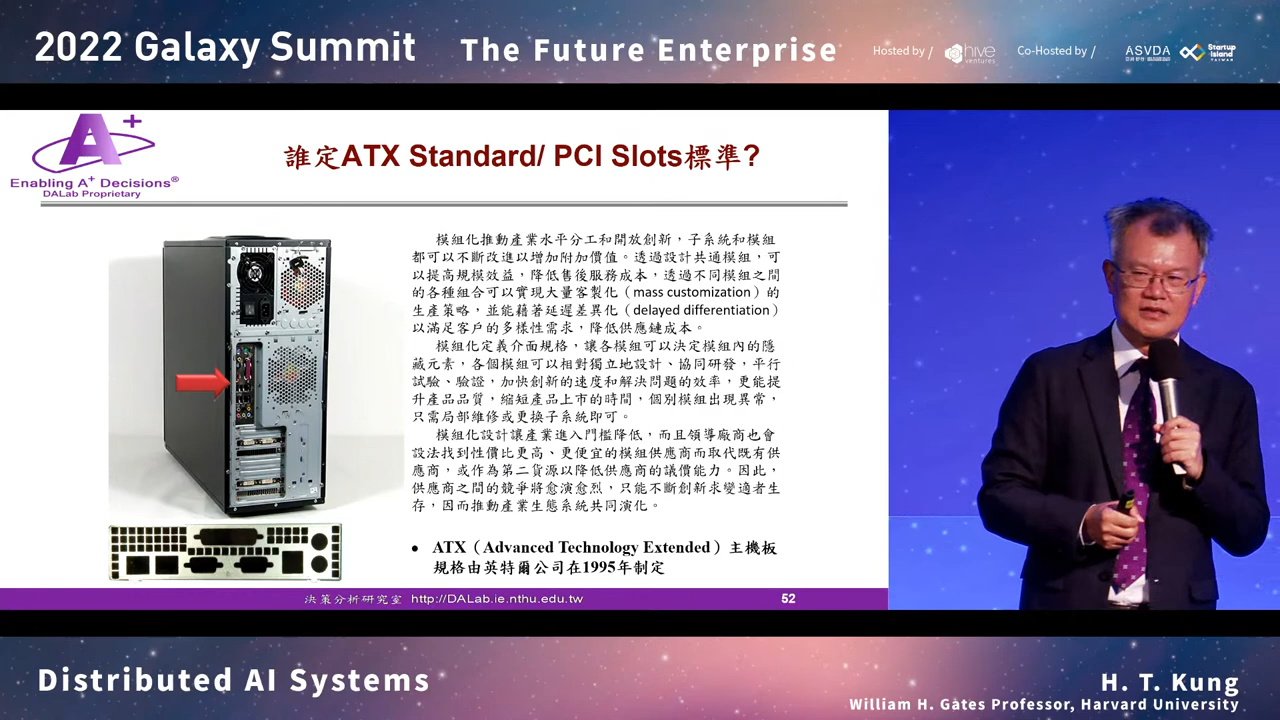 2022 Galaxy Summit The Future Enterprise Hosted by / hive ventures Co-Hosted by / ASVDA Startup Island TAIWAN
A+
Enabling A+ Decisions®
DALab Proprietary
誰定ATX Standard/ PCI Slots標準?
模組化推動產業水平分工和開放創新，子系統和模組
都可以不斷改進以增加附加價值。透過設計共通模組，可
以提高規模效益，降低售後服務成本，透過不同模組之間
的各種組合可以實現大量客製化（mass customization）的
生產策略，並能藉著延遲差異化（delayed differentiation）
以滿足客戶的多樣性需求，降低供應鏈成本。
模組化定義介面規格，讓各模組可以決定模組內的隱
藏元素，各個模組可以相對獨立地設計、協同研發，平行
試驗、驗證，加快創新的速度和解決問題的效率，更能提
升產品品質，縮短產品上市的時間，個別模組出現異常，
只需局部維修或更換子系統即可。
模組化設計讓產業進入門檻降低，而且領導廠商也會
設法找到性價比更高、更便宜的模組供應商而取代既有供
應商，或作為第二貨源以降低供應商的議價能力。因此，
供應商之間的競爭將愈演愈烈，只能不斷創新求變適者生
存，因而推動產業生態系統共同演化。
• ATX（Advanced Technology Extended）主機板
規格由英特爾公司在1995年制定
決策分析研究室 http://DALab.ie.nthu.edu.tw 52
Distributed AI Systems
H. T. Kung
William H. Gates Professor, Harvard University